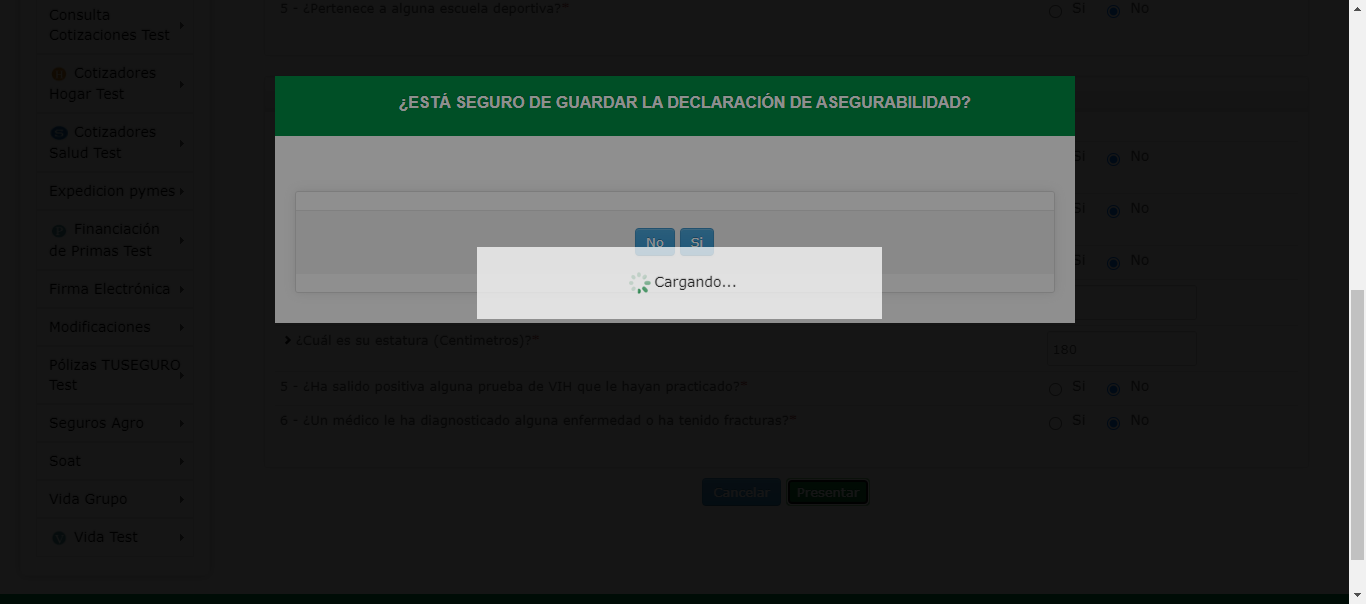 Consulta
Cotizaciones Test
Cotizadores
Hogar Test
Cotizadores
Salud Test
Expedicion pymes
Financiación
de Primas Test
Firma Electrónica
Modificaciones
Pólizas TUSEGURO
Test
Seguros Agro
Soat
Vida Grupo
Vida Test
5 - ¿Pertenece a alguna escuela deportiva?* Si No
¿ESTÁ SEGURO DE GUARDAR LA DECLARACIÓN DE ASEGURABILIDAD?
Si No
Si No
No Si
Si No
Cargando...
¿Cuál es su estatura (Centimetros)?* 180
5 - ¿Ha salido positiva alguna prueba de VIH que le hayan practicado?* Si No
6 - ¿Un médico le ha diagnosticado alguna enfermedad o ha tenido fracturas?* Si No
Cancelar Presentar